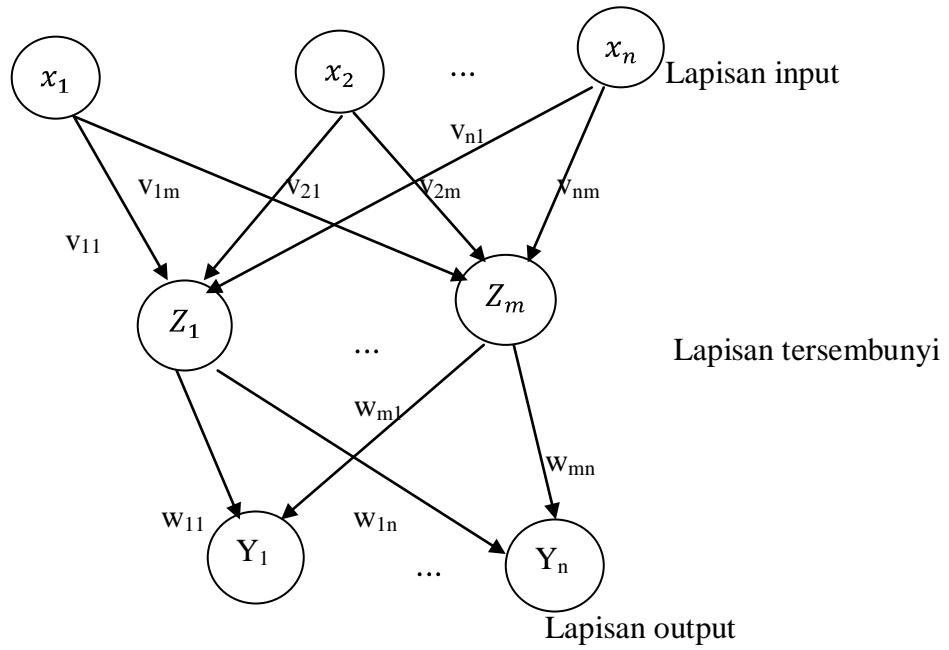 x₁ x₂ ... xₙ Lapisan input
vₙ₁
v₁ₘ v₂₁ v₂ₘ vₙₘ
v₁₁
Z₁ Zₘ
... Lapisan tersembunyi
wₘ₁
wₘₙ
w₁₁ w₁ₙ
Y₁ ... Yₙ
Lapisan output